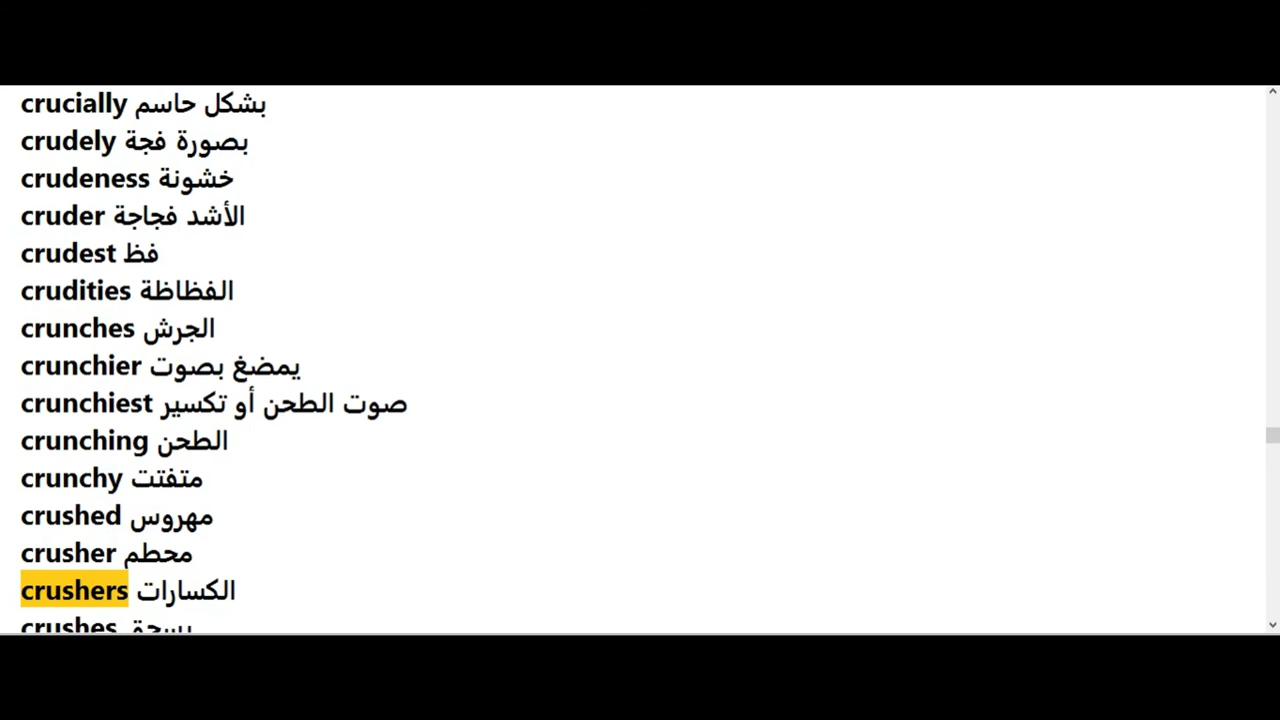 crucially بشكل حاسم
crudely بصورة فجة
crudeness خشونة
cruder الأشد فجاجة
crudest فظ
crudities الفظاظة
crunches الجرش
crunchier يمضغ بصوت
crunchiest صوت الطحن أو تكسير
crunching الطحن
crunchy متفتت
crushed مهروس
crusher محطم
crushers الكسارات
crushes يسحق